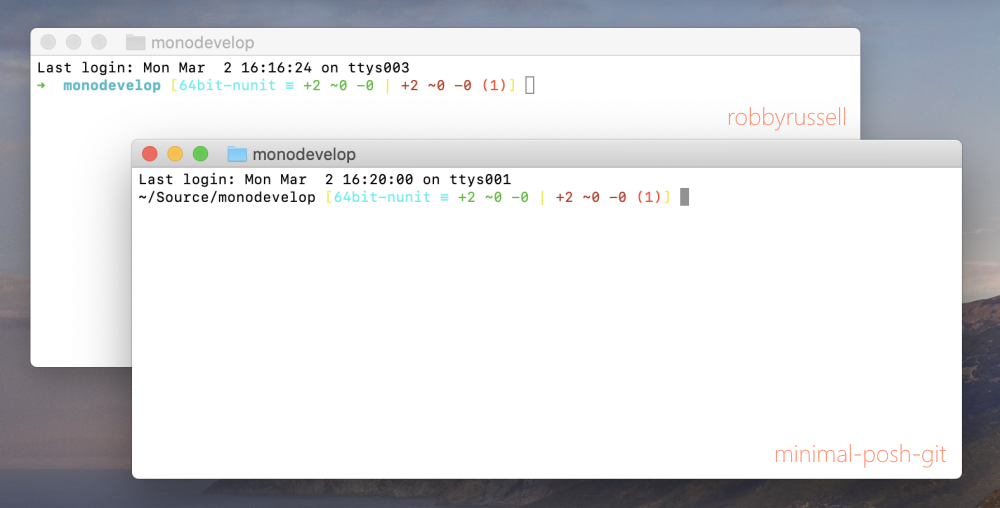 monodevelop
Last login: Mon Mar  2 16:16:24 on ttys003
➜  monodevelop [64bit-nunit ≡ +2 ~0 -0 | +2 ~0 -0 (1)]
robbyrussell
monodevelop
Last login: Mon Mar  2 16:20:00 on ttys001
~/Source/monodevelop [64bit-nunit ≡ +2 ~0 -0 | +2 ~0 -0 (1)]
minimal-posh-git